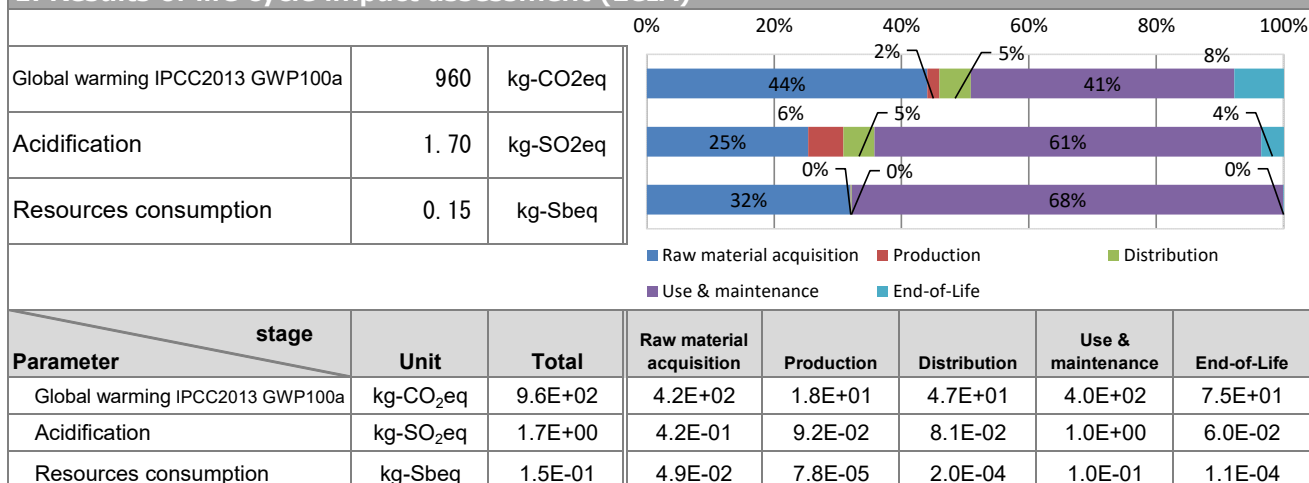 0% 20% 40% 60% 80% 100%
Global warming IPCC2013 GWP100a 960 kg-CO2eq
2% 5% 8%
44% 41%
Acidification 1.70 kg-SO2eq
6% 5% 4%
25% 61%
Resources consumption 0.15 kg-Sbeq
0% 0% 0%
32% 68%
Raw material acquisition Production Distribution
Use & maintenance End-of-Life
stage
Parameter Unit Total Raw material acquisition Production Distribution Use & maintenance End-of-Life
Global warming IPCC2013 GWP100a kg-CO2eq 9.6E+02 4.2E+02 1.8E+01 4.7E+01 4.0E+02 7.5E+01
Acidification kg-SO2eq 1.7E+00 4.2E-01 9.2E-02 8.1E-02 1.0E+00 6.0E-02
Resources consumption kg-Sbeq 1.5E-01 4.9E-02 7.8E-05 2.0E-04 1.0E-01 1.1E-04